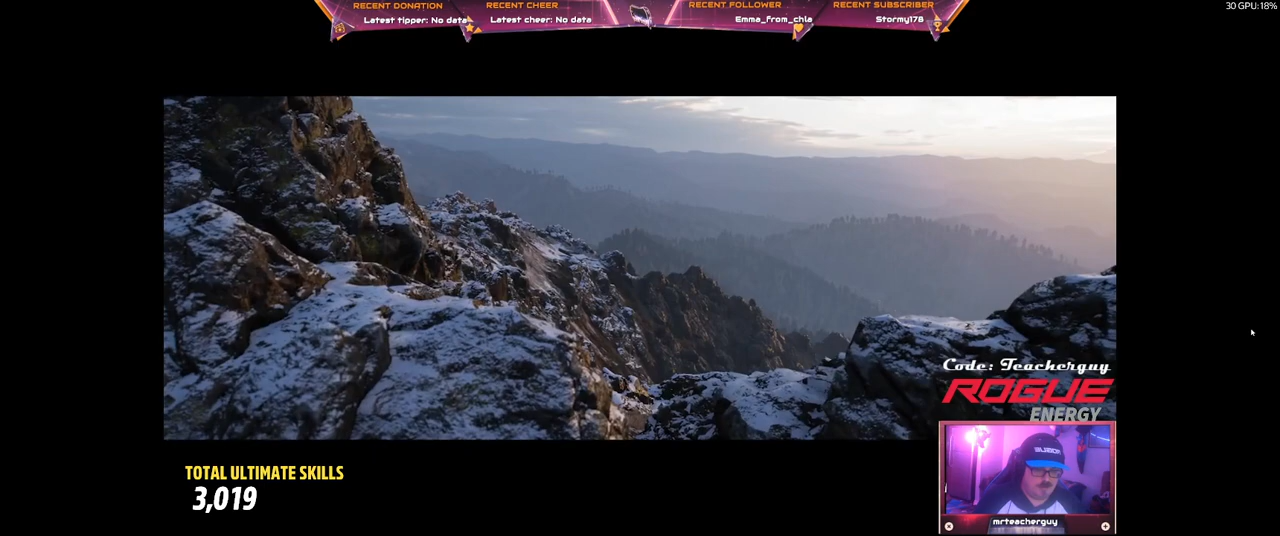 RECENT DONATION
Latest tipper: No data
RECENT CHEER
Latest cheer: No data
RECENT FOLLOWER
Emma_from_chla
RECENT SUBSCRIBER
Stormy178
30 GPU:18%
Code: Teacherguy
ROGUE
ENERGY
TOTAL ULTIMATE SKILLS
3,019
mrteacherguy